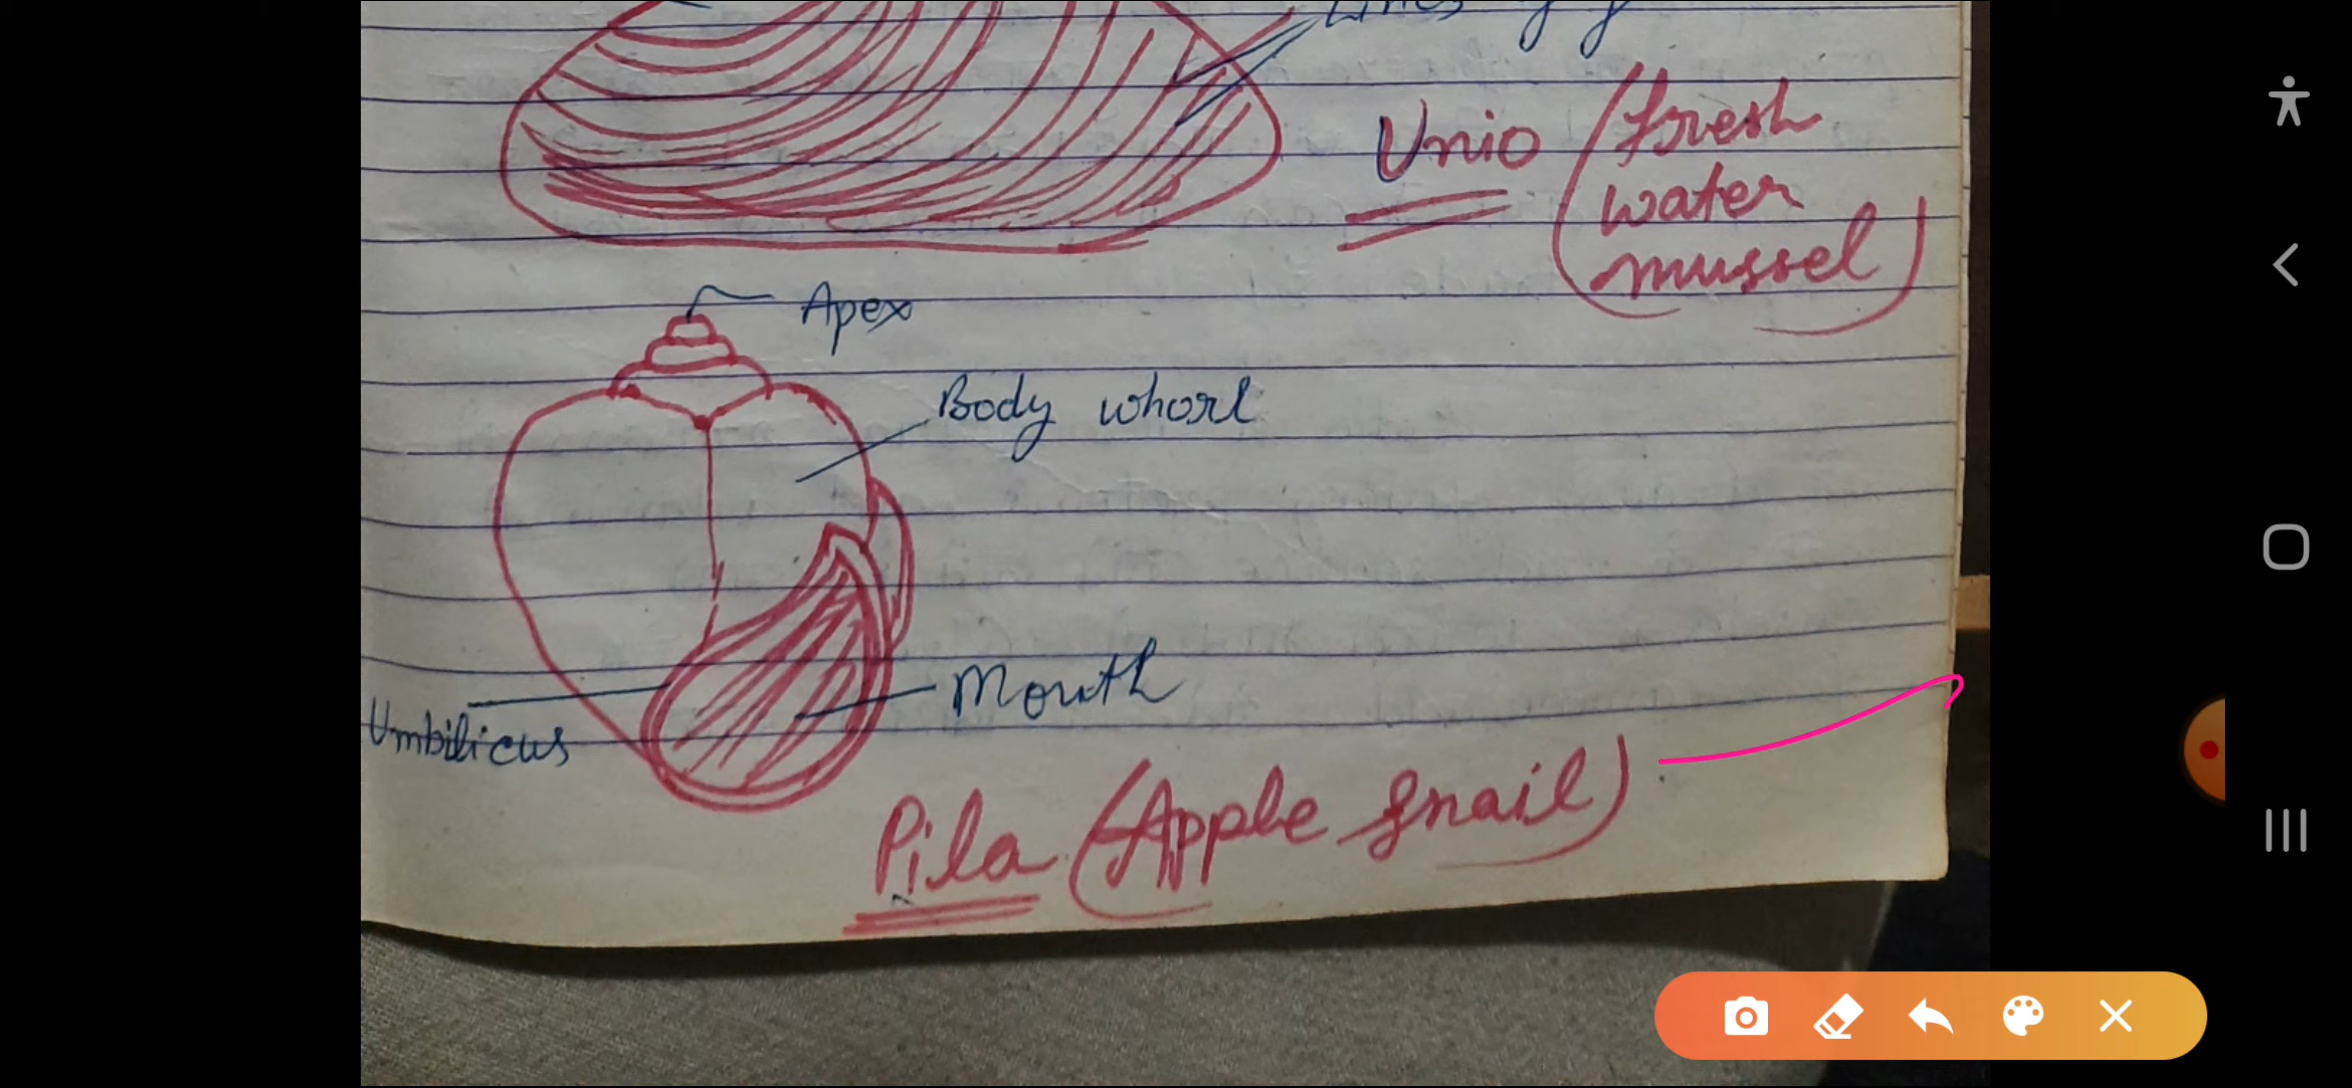 Unio (fresh
water
mussel)
Apex
Body whorl
Mouth
Umbilicus
Pila (Apple snail)